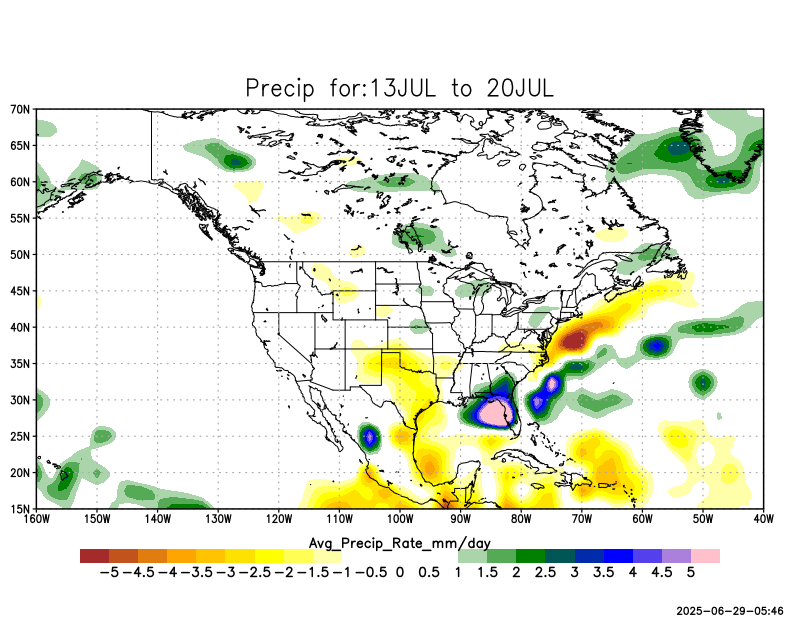 Precip for:13JUL to 20JUL
70N
65N
60N
55N
50N
45N
40N
35N
30N
25N
20N
15N
160W 150W 140W 130W 120W 110W 100W 90W 80W 70W 60W 50W 40W
Avg_Precip_Rate_mm/day
-5 -4.5 -4 -3.5 -3 -2.5 -2 -1.5 -1 -0.5 0 0.5 1 1.5 2 2.5 3 3.5 4 4.5 5
2025-06-29-05:46